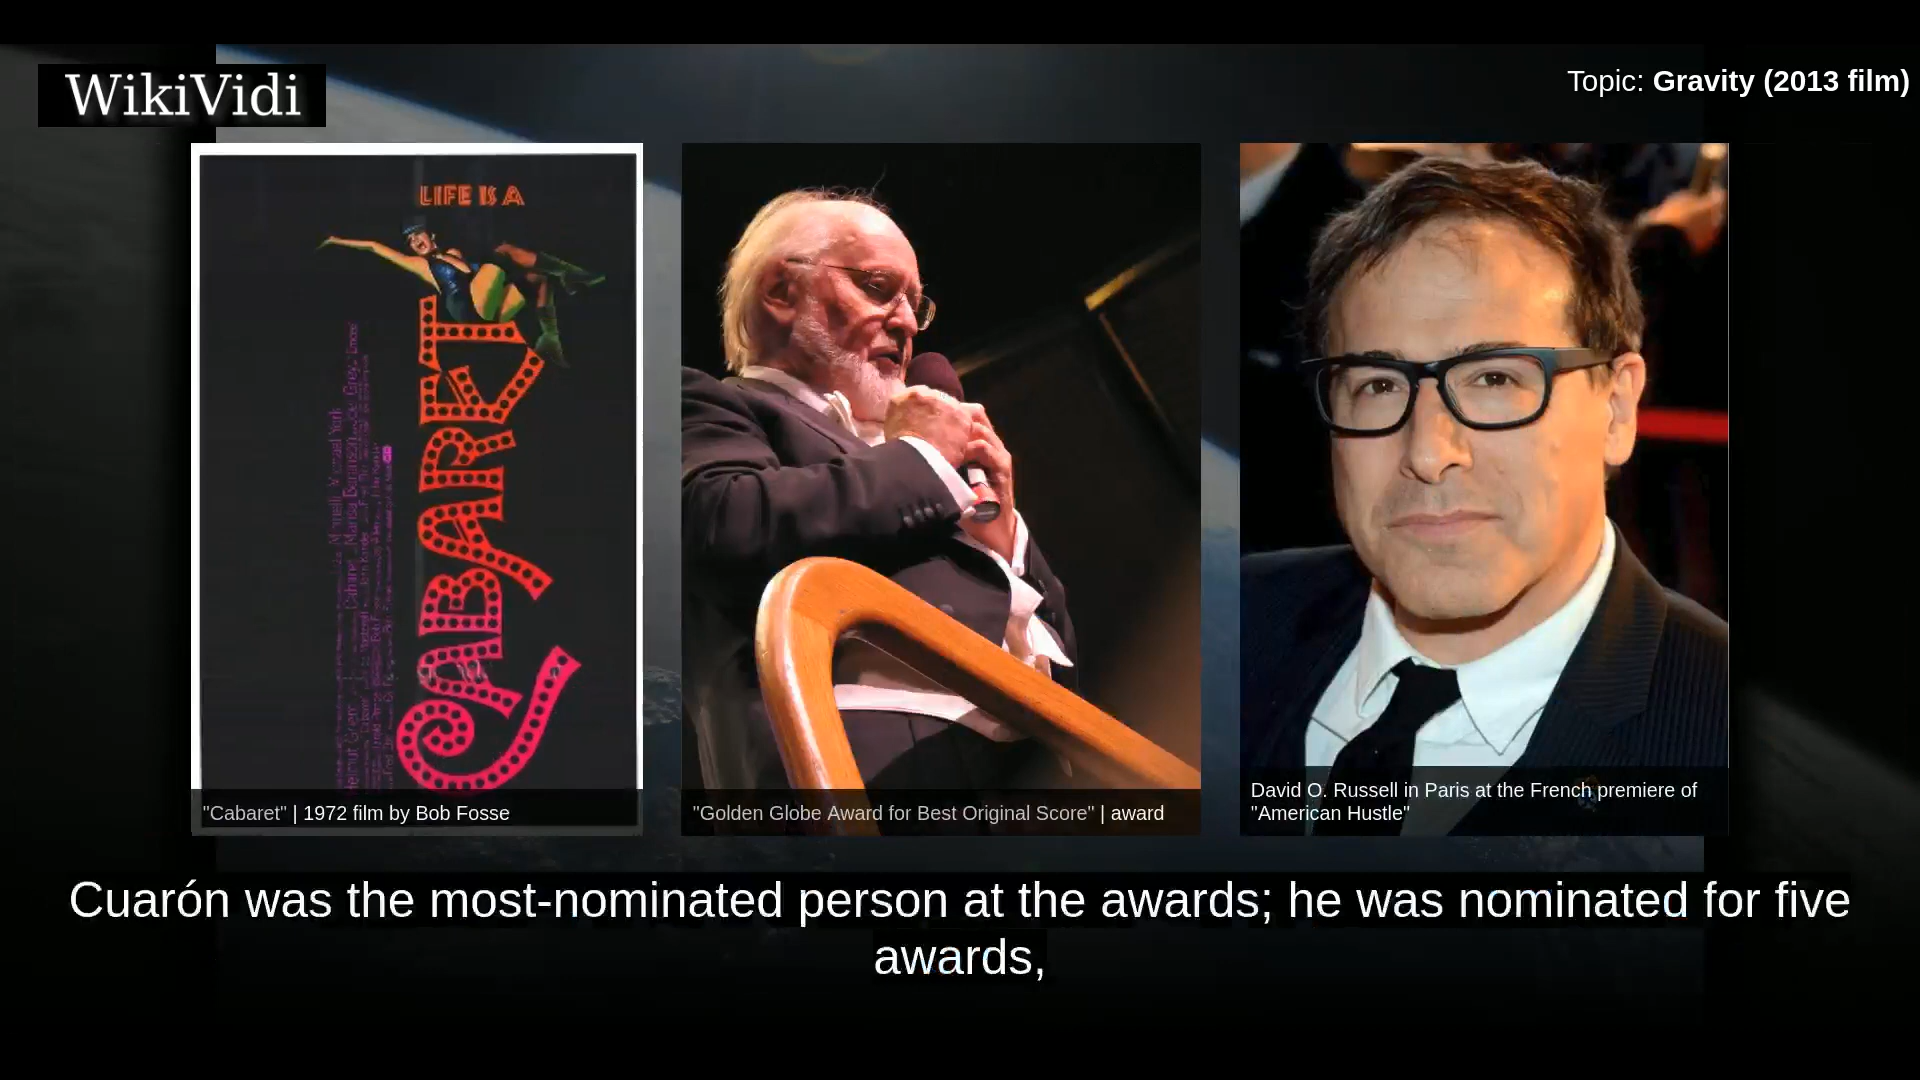 WikiVidi
Topic: Gravity (2013 film)
LIFE IS A
CABARET
"Cabaret" | 1972 film by Bob Fosse
"Golden Globe Award for Best Original Score" | award
David O. Russell in Paris at the French premiere of
"American Hustle"
Cuarón was the most-nominated person at the awards; he was nominated for five
awards,